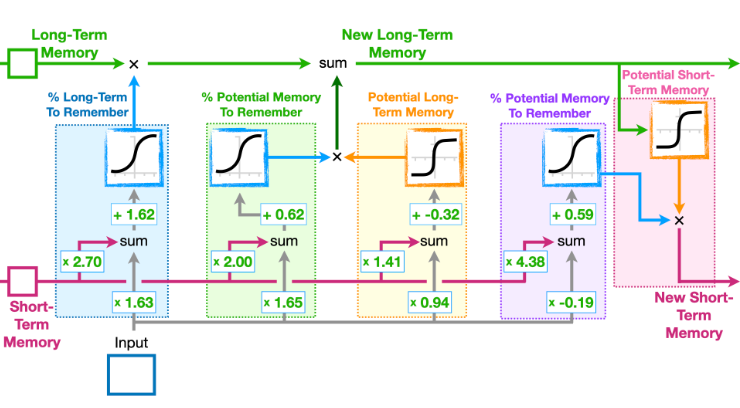 Long-Term
Memory
×
sum
New Long-Term
Memory
% Long-Term
To Remember
% Potential Memory
To Remember
Potential Long-
Term Memory
% Potential Memory
To Remember
Potential Short-
Term Memory
×
×
+ 1.62
+ 0.62
+ -0.32
+ 0.59
sum
sum
sum
sum
× 2.70
× 2.00
× 1.41
× 4.38
× 1.63
× 1.65
× 0.94
× -0.19
Short-
Term
Memory
New Short-
Term
Memory
Input